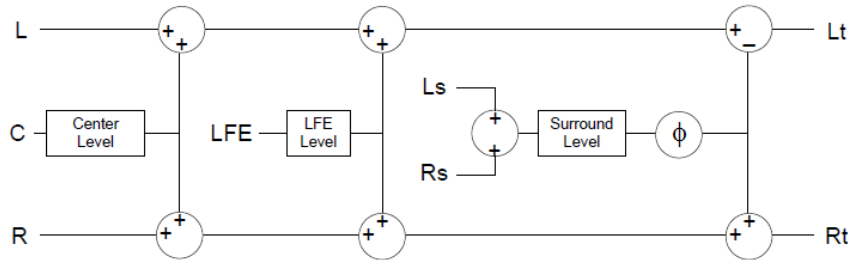 L
+
+
+
+
+
−
Lt
Ls
C
Center
Level
LFE
LFE
Level
+
+
Surround
Level
ϕ
Rs
R
+
+
+
+
+
+
Rt